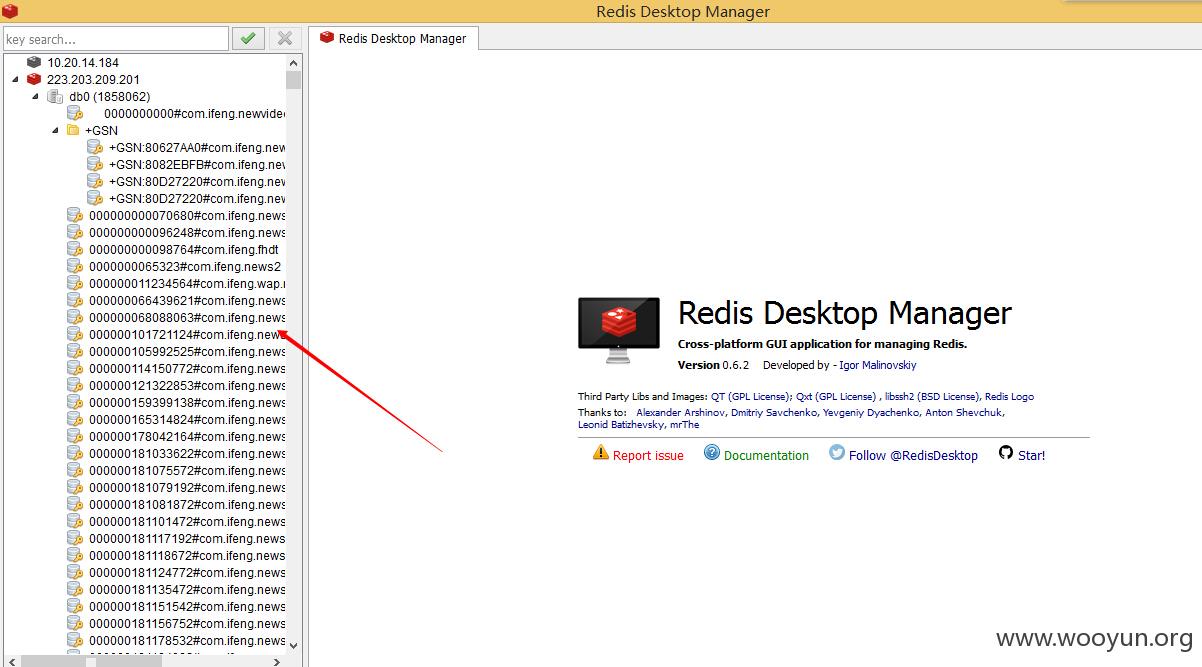 Redis Desktop Manager
key search...
Redis Desktop Manager
10.20.14.184
223.203.209.201
db0 (1858062)
0000000000#com.ifeng.newvide
+GSN
+GSN:80627AA0#com.ifeng.new
+GSN:8082EBFB#com.ifeng.nev
+GSN:80D27220#com.ifeng.nev
+GSN:80D27220#com.ifeng.nev
000000000070680#com.ifeng.news
000000000096248#com.ifeng.news
000000000098764#com.ifeng.fhdt
0000000065323#com.ifeng.news2
000000011234564#com.ifeng.wap.
000000066439621#com.ifeng.news
000000068088063#com.ifeng.news
000000101721124#com.ifeng.news
000000105992525#com.ifeng.news
000000114150772#com.ifeng.news
000000121322853#com.ifeng.news
000000159399138#com.ifeng.news
000000165314824#com.ifeng.news
000000178042164#com.ifeng.news
000000181033622#com.ifeng.news
000000181075572#com.ifeng.news
000000181079192#com.ifeng.news
000000181081872#com.ifeng.news
000000181101472#com.ifeng.news
000000181117192#com.ifeng.news
000000181118672#com.ifeng.news
000000181124772#com.ifeng.news
000000181135472#com.ifeng.news
000000181151542#com.ifeng.news
000000181156752#com.ifeng.news
000000181178532#com.ifeng.news
Redis Desktop Manager
Cross-platform GUI application for managing Redis.
Version 0.6.2 Developed by - Igor Malinovskiy
Third Party Libs and Images: QT (GPL License); Qxt (GPL License) , libssh2 (BSD License), Redis Logo
Thanks to: Alexander Arshinov, Dmitriy Savchenko, Yevgeniy Dyachenko, Anton Shevchuk,
Leonid Batizhevsky, mrThe
Report issue Documentation Follow @RedisDesktop Star!
www.wooyun.org